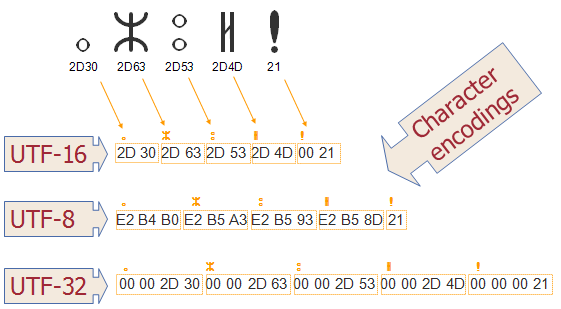 ⴰⵣⵓⵍ!
2D30 2D63 2D53 2D4D 21
Character
encodings
ⴰ ⵣ ⵓ ⵍ !
UTF-16 2D 30 2D 63 2D 53 2D 4D 00 21
ⴰ ⵣ ⵓ ⵍ !
UTF-8 E2 B4 B0 E2 B5 A3 E2 B5 93 E2 B5 8D 21
ⴰ ⵣ ⵓ ⵍ !
UTF-32 00 00 2D 30 00 00 2D 63 00 00 2D 53 00 00 2D 4D 00 00 00 21